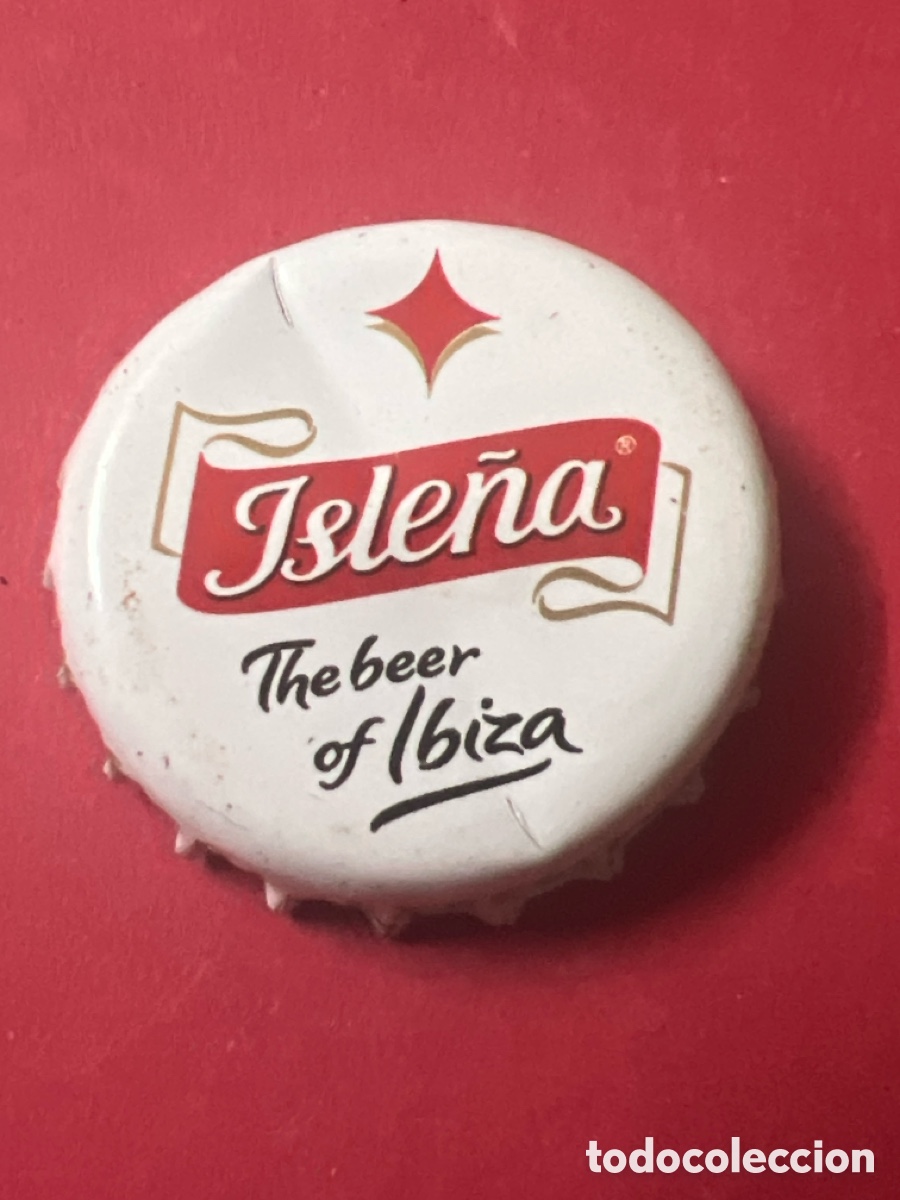 Isleña®
The beer
of Ibiza
todocoleccion